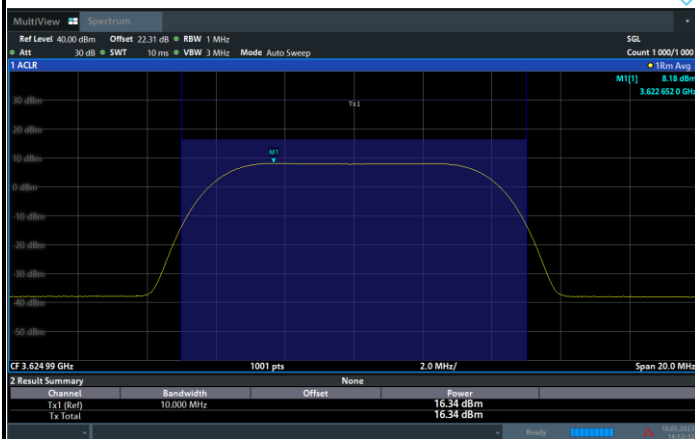 MultiView Spectrum
Ref Level 40.00 dBm Offset 22.31 dB RBW 1 MHz SGL
Att 30 dB SWT 10 ms VBW 3 MHz Mode Auto Sweep Count 1 000/1 000
1 ACLR 1Rm Avg
M1[1] 8.18 dBm
3.622 652 0 GHz
30 dBm
Tx1
20 dBm
10 dBm
M1
0 dBm
-10 dBm
-20 dBm
-30 dBm
-40 dBm
-50 dBm
CF 3.624 99 GHz 1001 pts 2.0 MHz/ Span 20.0 MHz
2 Result Summary None
Channel Bandwidth Offset Power
Tx1 (Ref) 10.000 MHz 16.34 dBm
Tx Total 16.34 dBm
Ready